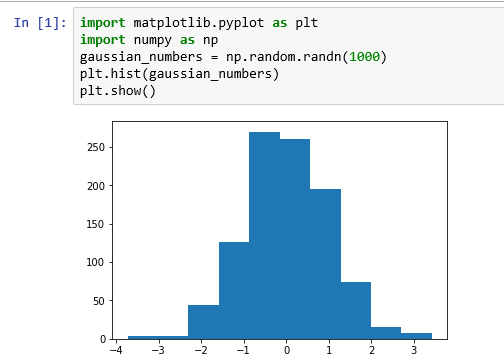 In [1]: import matplotlib.pyplot as plt
import numpy as np
gaussian_numbers = np.random.randn(1000)
plt.hist(gaussian_numbers)
plt.show()
250
200
150
100
50
0
−4 −3 −2 −1 0 1 2 3